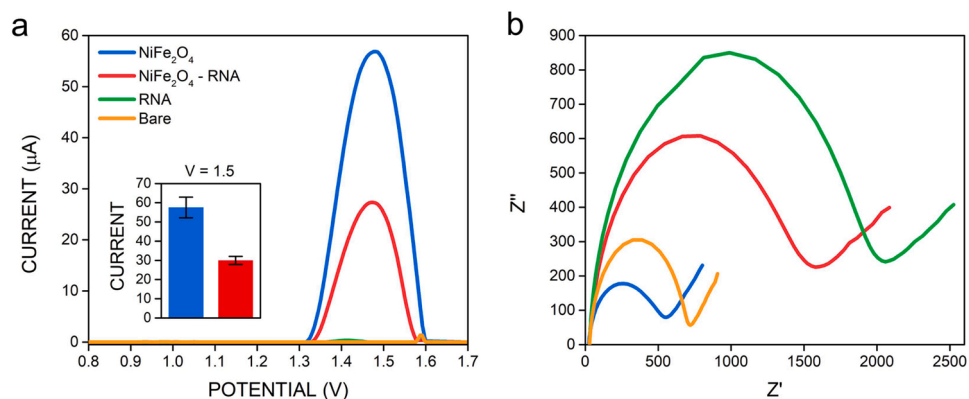 a
NiFe₂O₄
NiFe₂O₄ - RNA
RNA
Bare
CURRENT (μA)
60
50
40
30
20
10
0
0.8 0.9 1.0 1.1 1.2 1.3 1.4 1.5 1.6 1.7
POTENTIAL (V)
V = 1.5
CURRENT
70
60
50
40
30
20
10
0
b
Z"
900
800
700
600
500
400
300
200
100
0
0 500 1000 1500 2000 2500
Z'